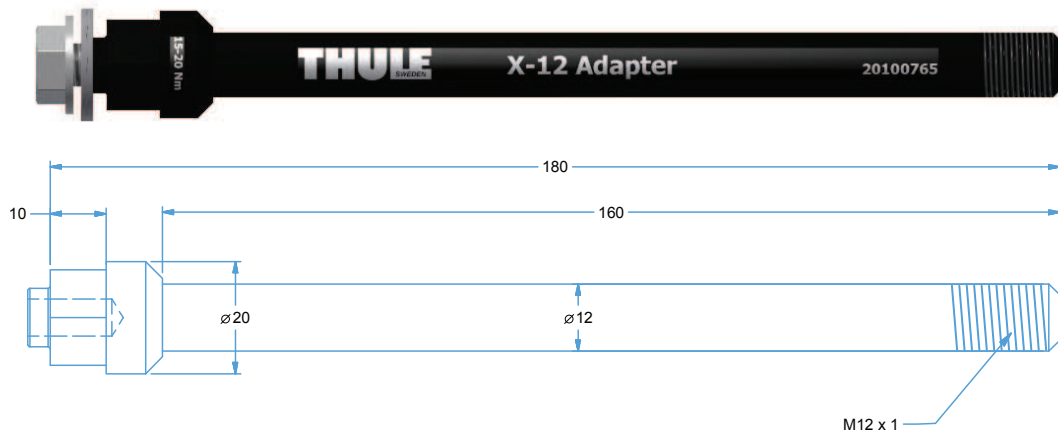 15-20 Nm
THULE
SWEDEN
X-12 Adapter
20100765
180
10
160
⌀20
⌀12
M12 x 1